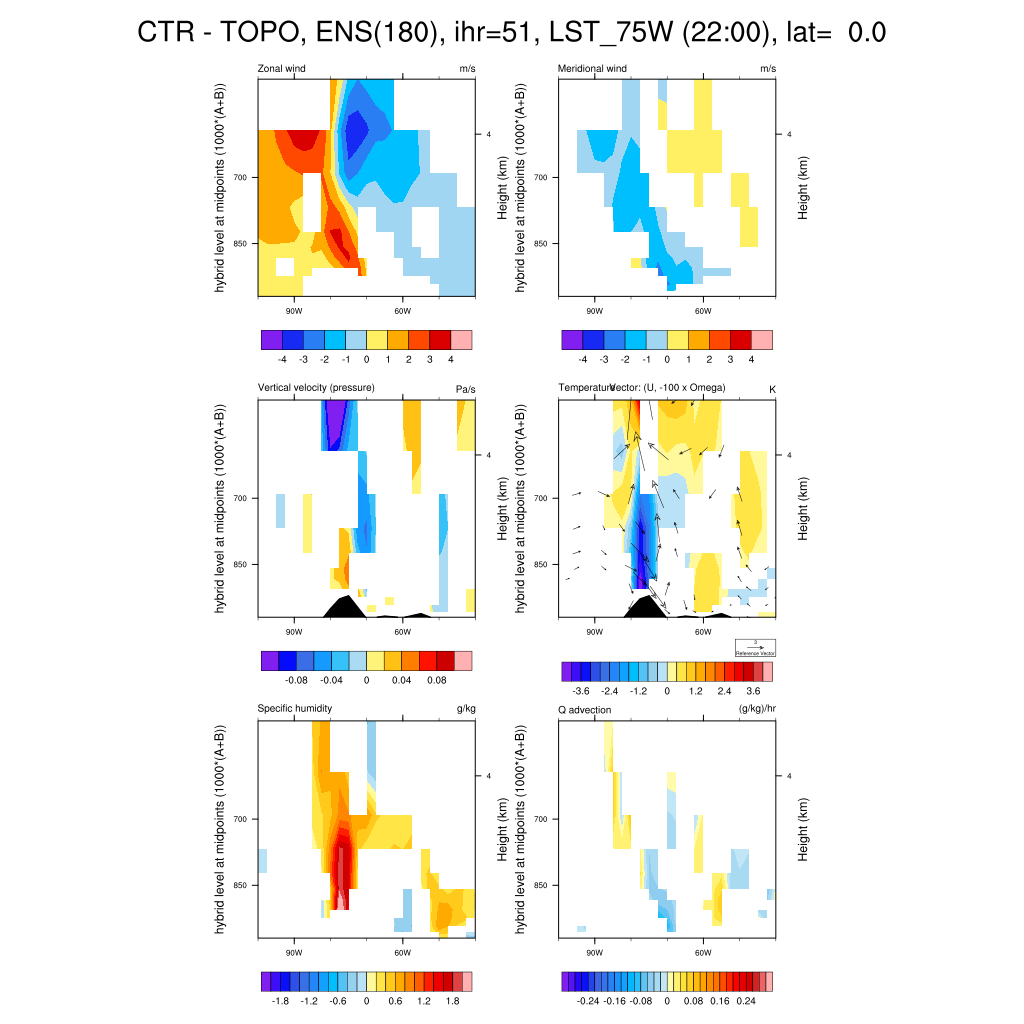 CTR - TOPO, ENS(180), ihr=51, LST_75W (22:00), lat= 0.0
Zonal wind m/s
hybrid level at midpoints (1000*(A+B))
700
850
4
Height (km)
90W 60W
-4 -3 -2 -1 0 1 2 3 4
Meridional wind m/s
hybrid level at midpoints (1000*(A+B))
700
850
4
Height (km)
90W 60W
-4 -3 -2 -1 0 1 2 3 4
Vertical velocity (pressure) Pa/s
hybrid level at midpoints (1000*(A+B))
700
850
4
Height (km)
90W 60W
-0.08 -0.04 0 0.04 0.08
Temperature Vector: (U, -100 x Omega) K
hybrid level at midpoints (1000*(A+B))
700
850
4
Height (km)
90W 60W
3
Reference Vector
-3.6 -2.4 -1.2 0 1.2 2.4 3.6
Specific humidity g/kg
hybrid level at midpoints (1000*(A+B))
700
850
4
Height (km)
90W 60W
-1.8 -1.2 -0.6 0 0.6 1.2 1.8
Q advection (g/kg)/hr
hybrid level at midpoints (1000*(A+B))
700
850
4
Height (km)
90W 60W
-0.24 -0.16 -0.08 0 0.08 0.16 0.24